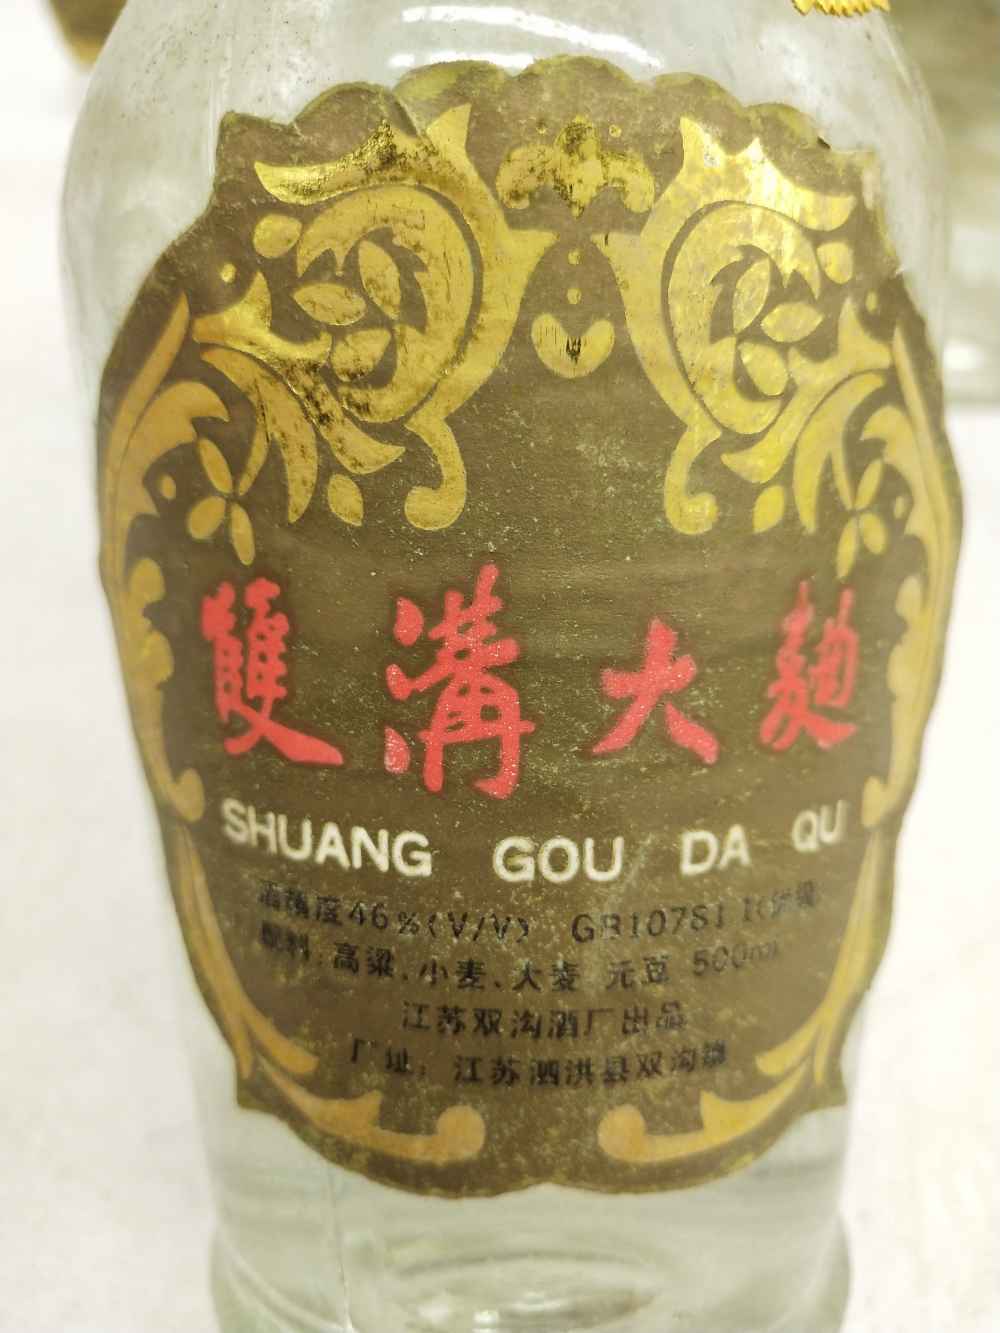 雙溝大麯
SHUANG GOU DA QU
酒精度46%(V/V) GB10781.1(优级)
配料:高粱、小麦、大麦 元豆 500ml
江苏双沟酒厂出品
厂址:江苏泗洪县双沟镇